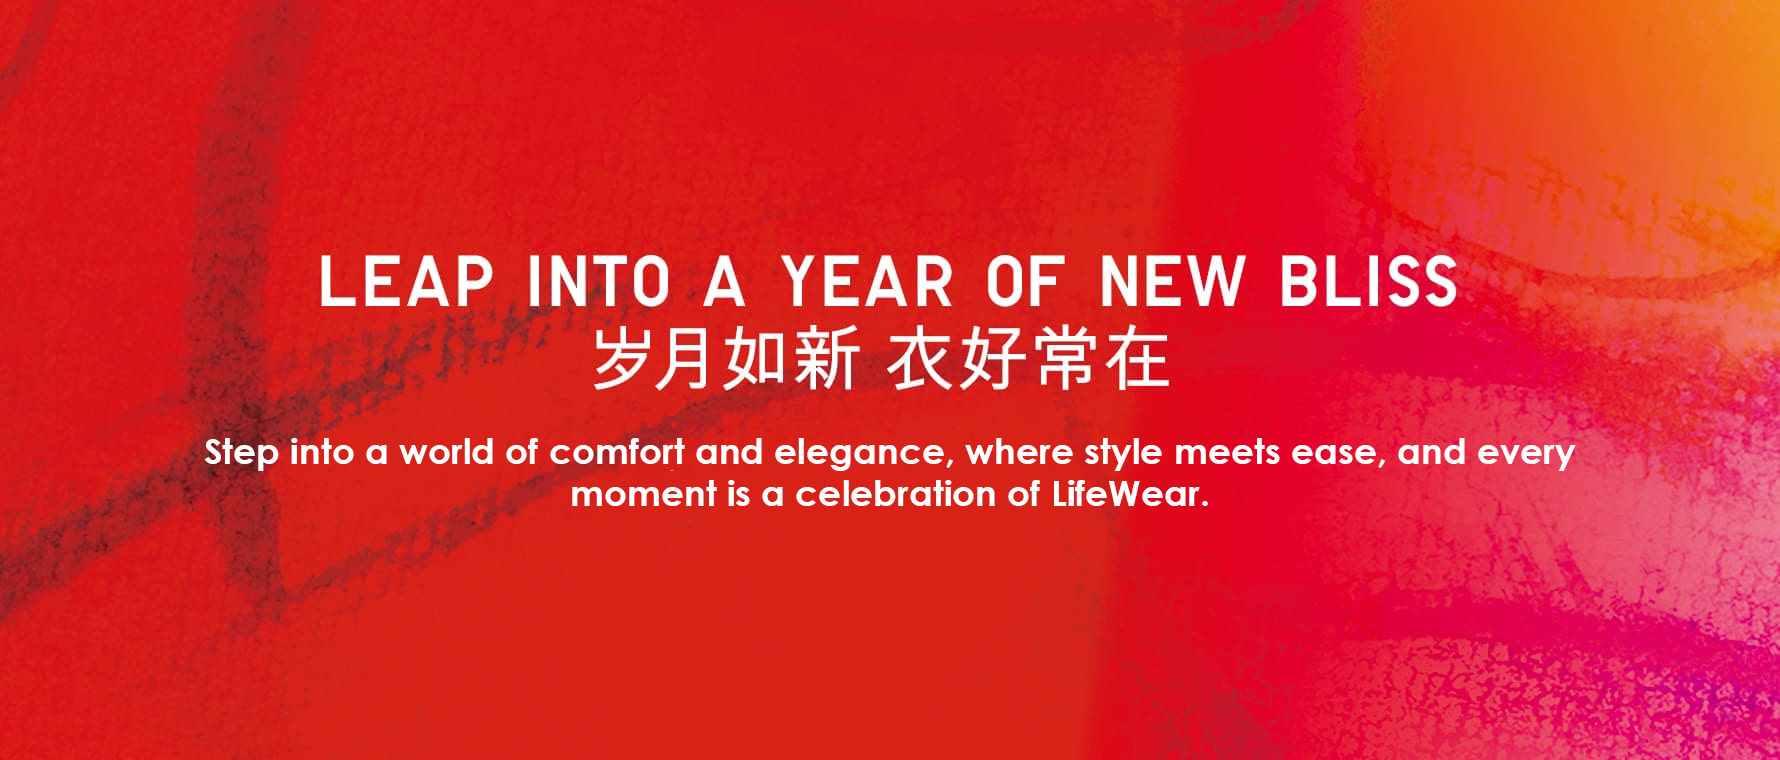 LEAP INTO A YEAR OF NEW BLISS
岁月如新 衣好常在
Step into a world of comfort and elegance, where style meets ease, and every
moment is a celebration of LifeWear.